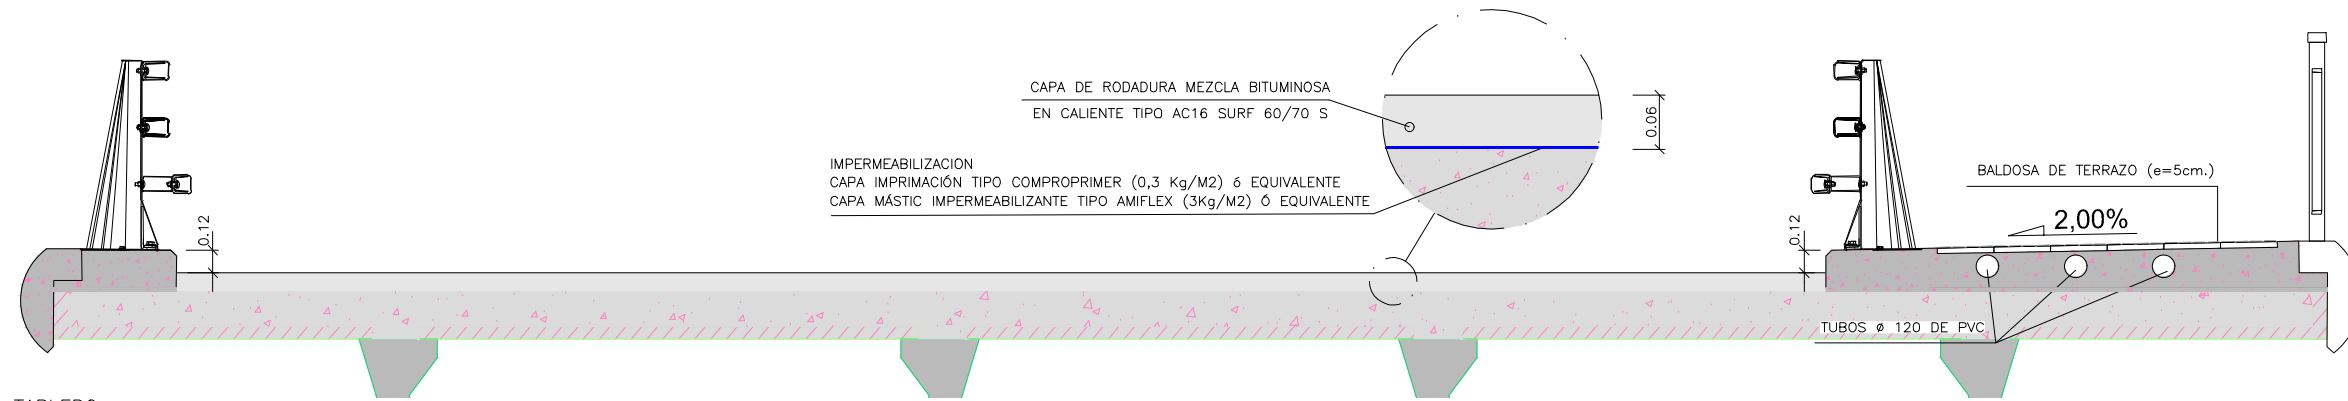 CAPA DE RODADURA MEZCLA BITUMINOSA
EN CALIENTE TIPO AC16 SURF 60/70 S
0.06
IMPERMEABILIZACION
CAPA IMPRIMACIÓN TIPO COMPROPRIMER (0,3 Kg/M2) ó EQUIVALENTE
CAPA MÁSTIC IMPERMEABILIZANTE TIPO AMIFLEX (3Kg/M2) Ó EQUIVALENTE
BALDOSA DE TERRAZO (e=5cm.)
2,00%
0.12
0.12
TUBOS ø 120 DE PVC